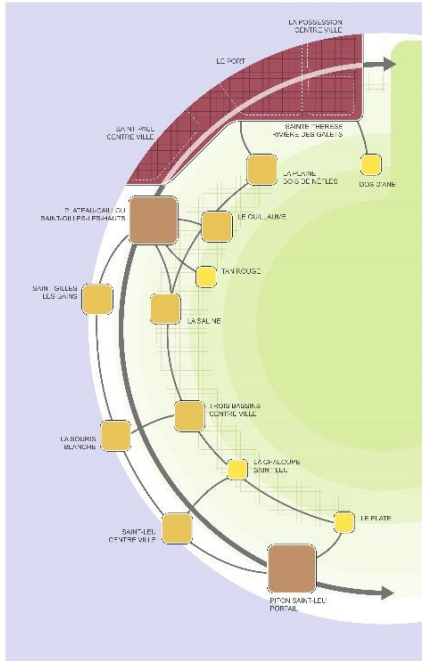 LA POSSESSION
CENTRE VILLE
LE PORT
SAINT PAUL
CENTRE VILLE
SAINTE THERESE
RIVIÈRE DES GALETS
LA PLAINE
BOIS DE NÈFLES
DOS D'ANE
PLATEAU-CAILLOU
SAINT-GILLES-LES-HAUTS
LE GUILLAUME
TAN ROUGE
SAINT-GILLES
LES BAINS
LA SALINE
TROIS BASSINS
CENTRE VILLE
LA SOURIS
BLANCHE
LA CHALOUPE
SAINT-LEU
LE PLATE
SAINT-LEU
CENTRE VILLE
PITON SAINT-LEU
PORTAIL